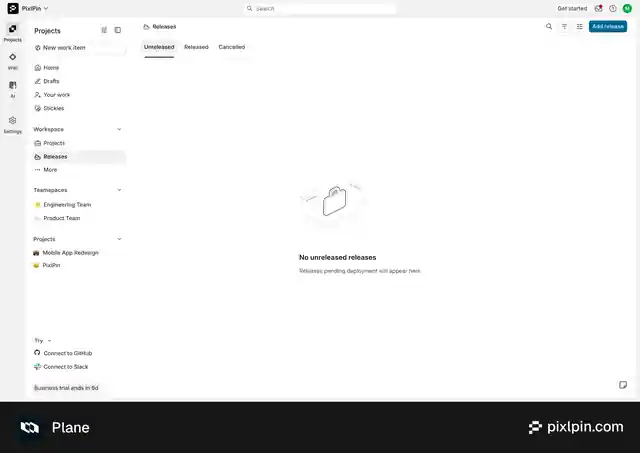 PixlPin
Search
Get started
M
Projects
Wiki
AI
Settings
Projects
New work item
Home
Drafts
Your work
Stickies
Workspace
Projects
Releases
More
Teamspaces
Engineering Team
Product Team
Projects
Mobile App Redesign
PixlPin
Try
Connect to GitHub
Connect to Slack
Business trial ends in 6d
Releases
Add release
Unreleased Released Cancelled
No unreleased releases
Releases pending deployment will appear here.
Plane
pixlpin.com